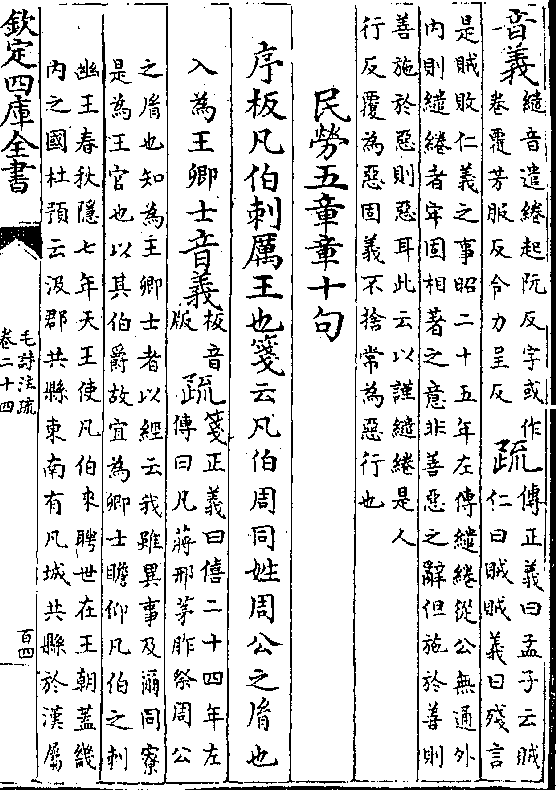 音義繾音遣綣起阮反字或作
卷覆芳服反令力呈反
疏傳正義曰孟子云賊
仁曰賊賊義曰殘言
是賊敗仁義之事昭二十五年左傳繾綣從公無通外
內則繾綣者牢固相著之意非善惡之辭但施於善則
善施於惡則惡耳此云以謹繾綣是人
行反覆為惡固義不捨常為惡行也
民勞五章章十句
序板凡伯刺厲王也箋云凡伯周同姓周公之胤也
入為王卿士音義板音
版
疏箋正義曰僖二十四年左
傳曰凡蔣邢茅胙祭周公
之胤也知為王卿士者以經云我雖異事及爾同寮
是為王官也以其伯爵故宜為卿士瞻仰凡伯之刺
幽王春秋隱七年天王使凡伯來聘世在王朝蓋畿
內之國杜預云汲郡共縣東南有凡城共縣於漢屬
欽定四庫全書
毛詩注疏
卷二十四
百四